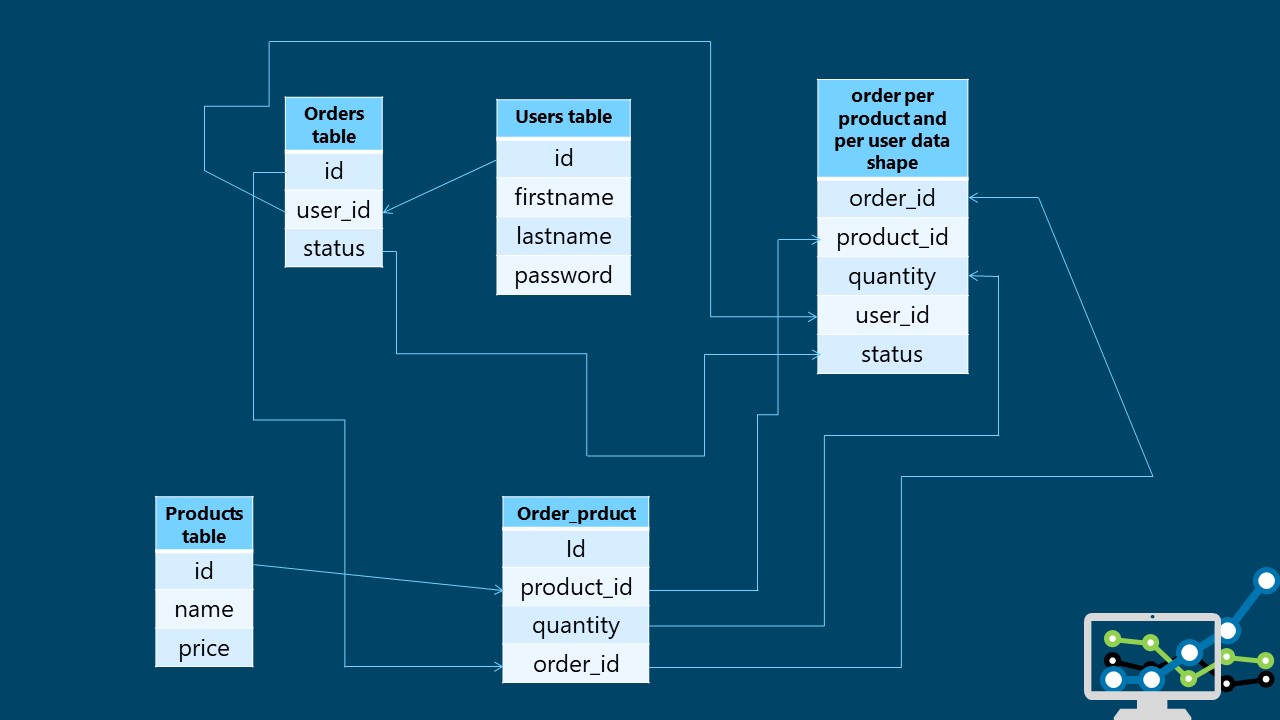 Orders
table
id
user_id
status
Users table
id
firstname
lastname
password
order per
product and
per user data
shape
order_id
product_id
quantity
user_id
status
Products
table
id
name
price
Order_prduct
Id
product_id
quantity
order_id